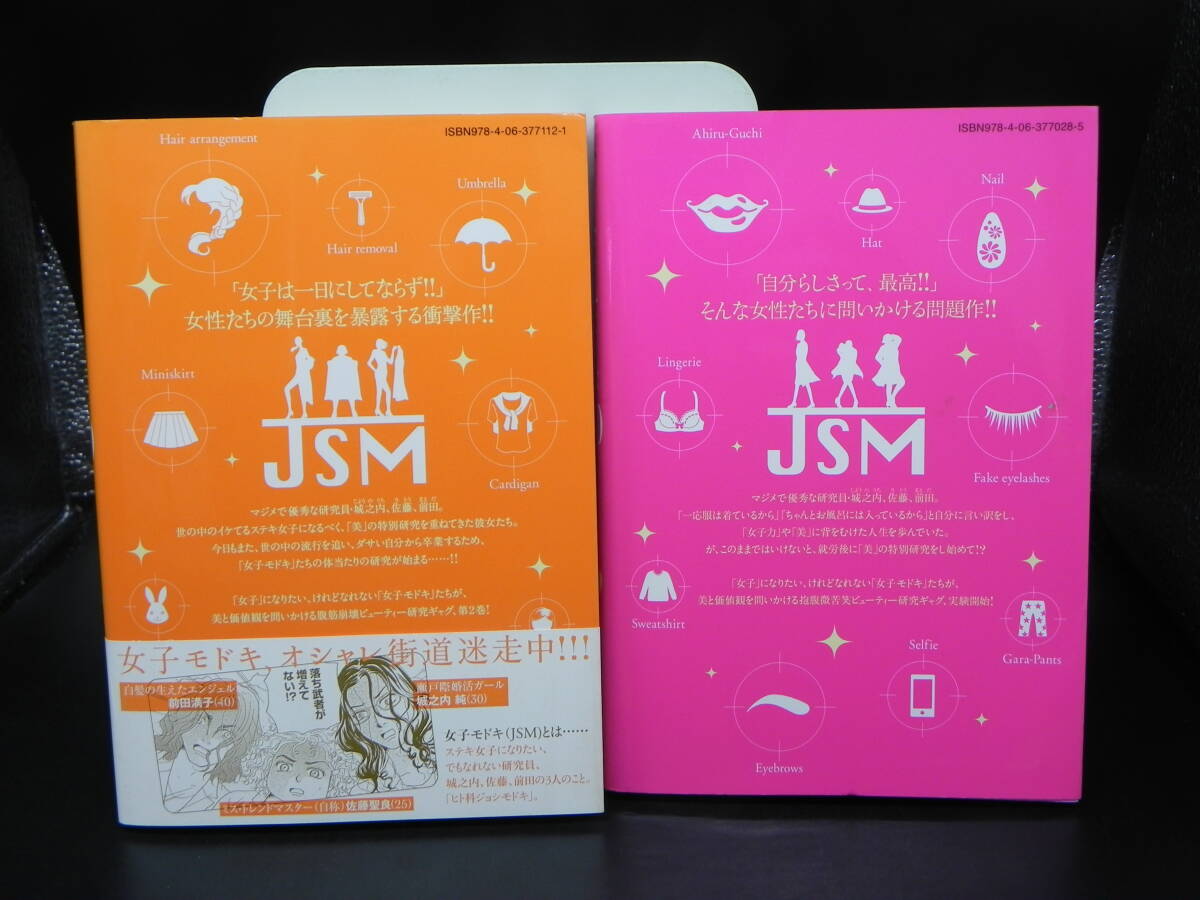 ISBN978-4-06-377112-1
Hair arrangement
Umbrella
Hair removal
「女子は一日にしてならず!!」
女性たちの舞台裏を暴露する衝撃作!!
Miniskirt
JSM
Cardigan
マジメで優秀な研究員・城之内、佐藤、前田。
世の中のイケてるステキ女子になるべく、「美」の特別研究を重ねてきた彼女たち。
今日もまた、世の中の流行を追い、ダサい自分から卒業するため、
「女子モドキ」たちの体当たりの研究が始まる……!!
「女子」になりたい、けれどなれない「女子モドキ」たちが、
美と価値観を問いかける腹筋崩壊ビューティー研究ギャグ、第2巻!
女子モドキ、オシャレ街道迷走中!!!
白髪の生えたエンジェル
前田満子(40)
落ち武者が
増えて
ない!?
瀬戸際婚活ガール
城之内 純(30)
女子モドキ(JSM)とは……
ステキ女子になりたい、
でもなれない研究員、
城之内、佐藤、前田の3人のこと。
「ヒト科ジョシモドキ」。
ミス・トレンドマスター(自称)佐藤聖良(25)
ISBN978-4-06-377028-5
Ahiru-Guchi
Nail
Hat
「自分らしさって、最高!!」
そんな女性たちに問いかける問題作!!
Lingerie
JSM
Fake eyelashes
マジメで優秀な研究員・城之内、佐藤、前田。
「一応服は着ているから」「ちゃんとお風呂には入っているから」と自分に言い訳をし、
「女子力」や「美」に背をむけた人生を歩んでいた。
が、このままではいけないと、就労後に「美」の特別研究をし始めて!?
「女子」になりたい、けれどなれない「女子モドキ」たちが、
美と価値観を問いかける抱腹微苦笑ビューティー研究ギャグ、実験開始!
Sweatshirt
Gara-Pants
Selfie
Eyebrows